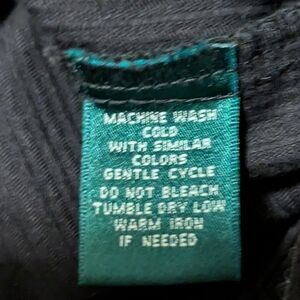 MACHINE WASH
COLD
WITH SIMILAR
COLORS
GENTLE CYCLE
DO NOT BLEACH
TUMBLE DRY LOW
WARM IRON
IF NEEDED